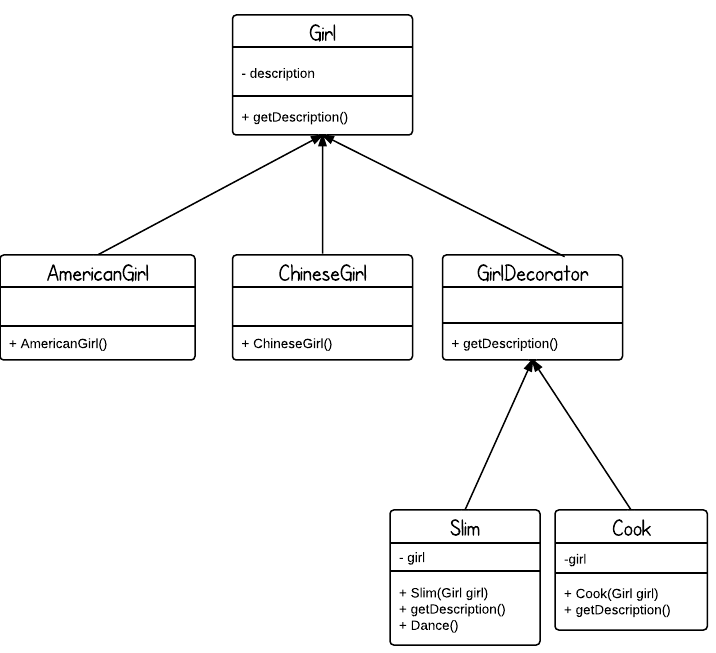 Girl
- description
+ getDescription()
AmericanGirl
+ AmericanGirl()
ChineseGirl
+ ChineseGirl()
GirlDecorator
+ getDescription()
Slim
- girl
+ Slim(Girl girl)
+ getDescription()
+ Dance()
Cook
-girl
+ Cook(Girl girl)
+ getDescription()